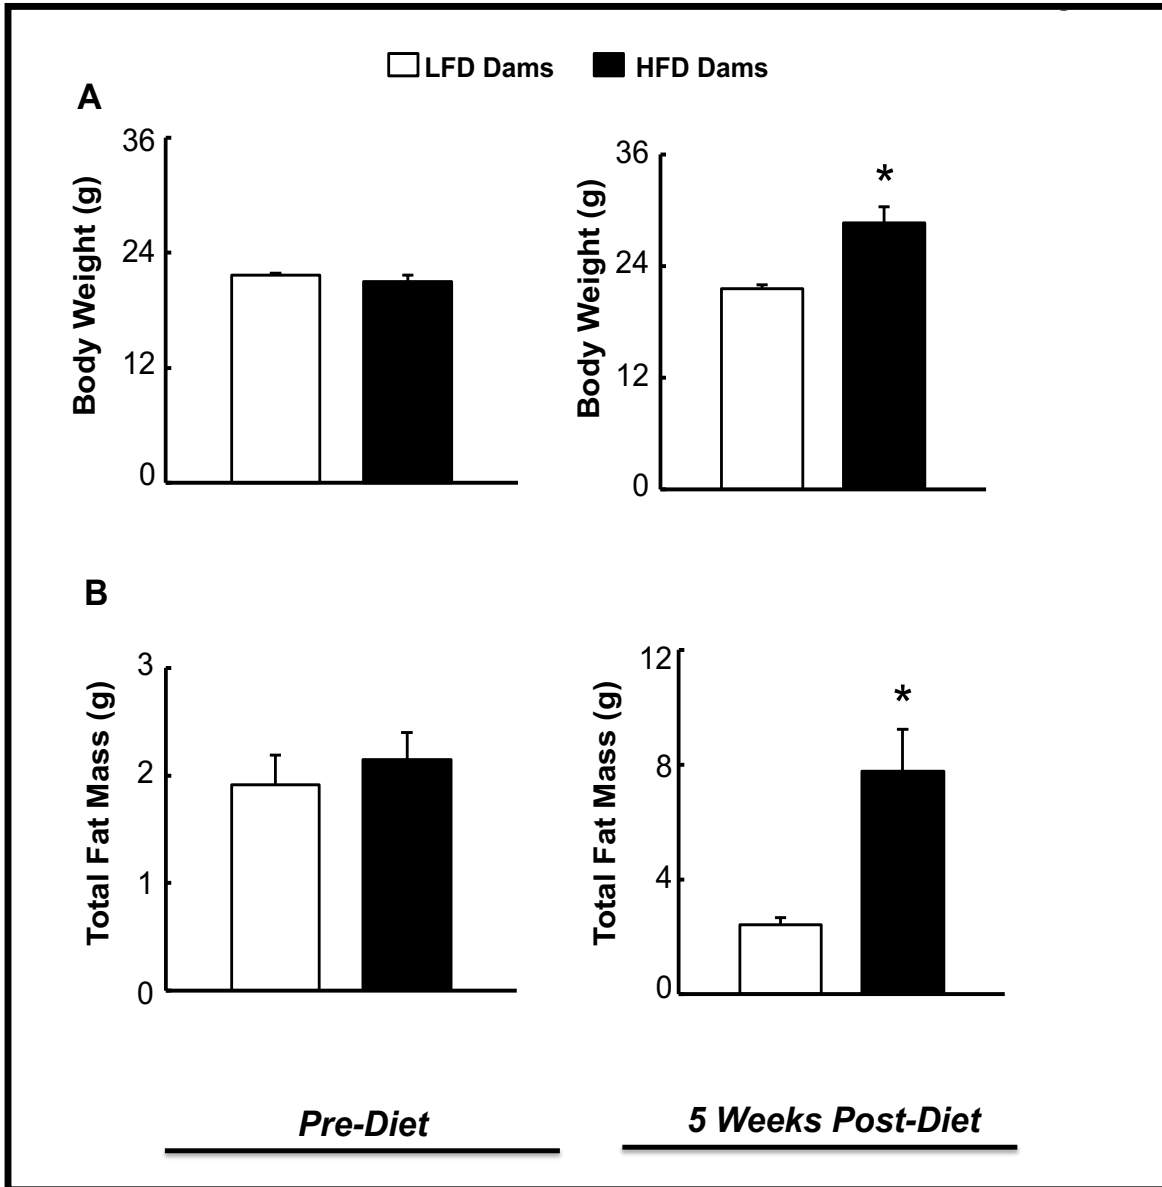 LFD Dams HFD Dams
A
36
24
12
0
Body Weight (g)
36
24
12
0
Body Weight (g)
*
B
3
2
1
0
Total Fat Mass (g)
12
8
4
0
Total Fat Mass (g)
*
Pre-Diet
5 Weeks Post-Diet